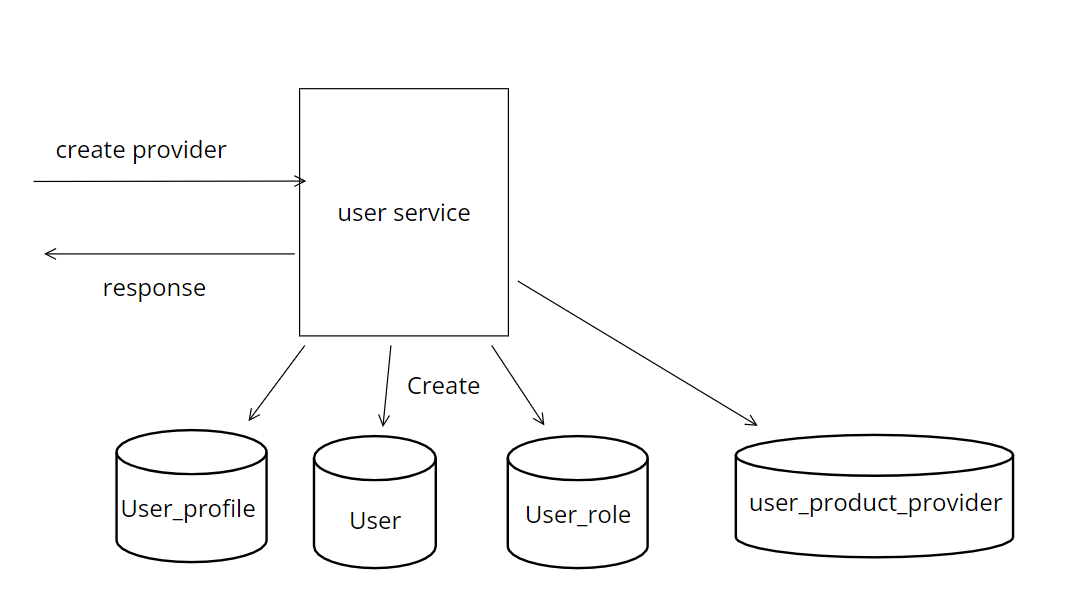 create provider
user service
response
Create
User_profile
User
User_role
user_product_provider